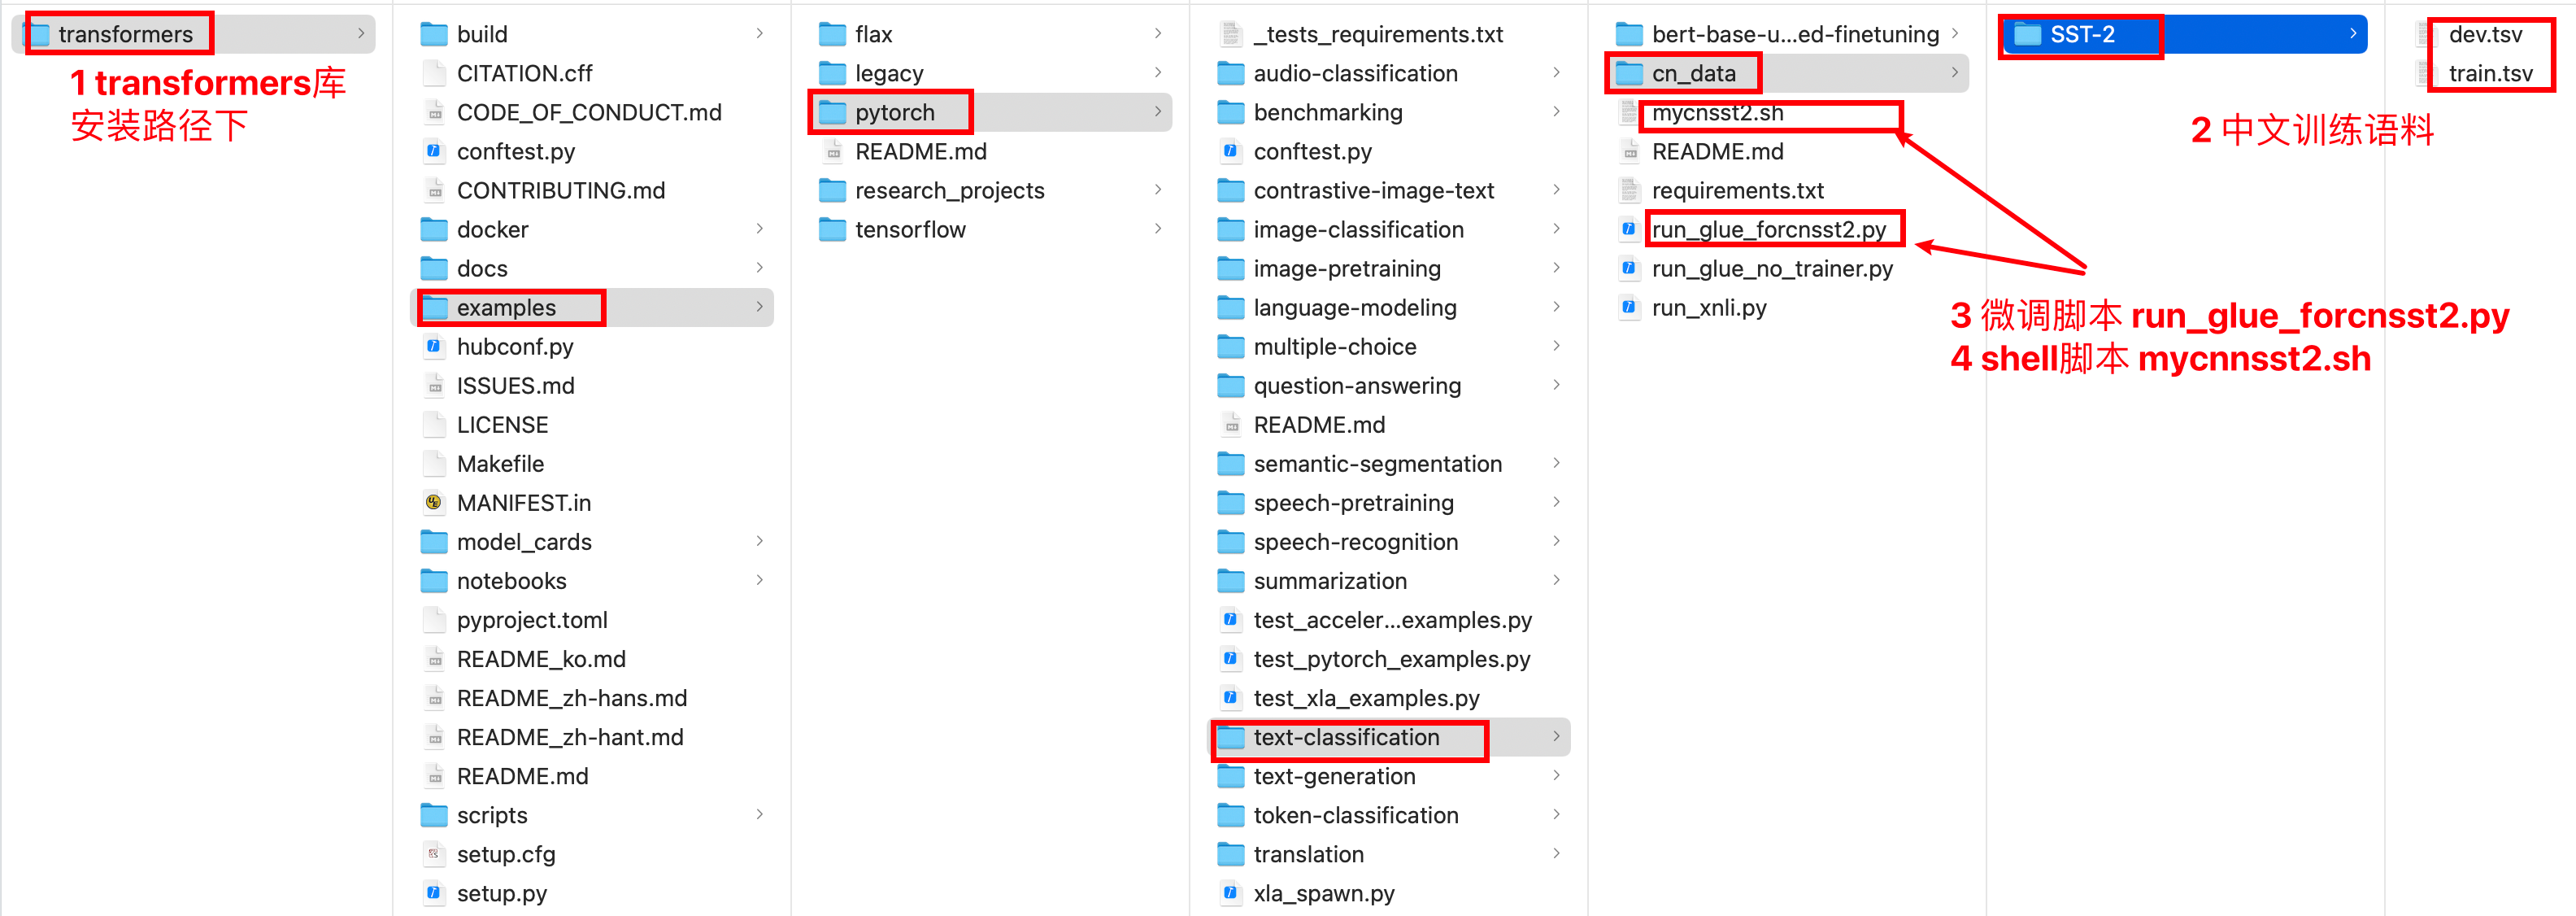 transformers
1 transformers库
安装路径下
build
CITATION.cff
CODE_OF_CONDUCT.md
conftest.py
CONTRIBUTING.md
docker
docs
examples
hubconf.py
ISSUES.md
LICENSE
Makefile
MANIFEST.in
model_cards
notebooks
pyproject.toml
README_ko.md
README_zh-hans.md
README_zh-hant.md
README.md
scripts
setup.cfg
setup.py
flax
legacy
pytorch
README.md
research_projects
tensorflow
_tests_requirements.txt
audio-classification
benchmarking
conftest.py
contrastive-image-text
image-classification
image-pretraining
language-modeling
multiple-choice
question-answering
README.md
semantic-segmentation
speech-pretraining
speech-recognition
summarization
test_acceler...examples.py
test_pytorch_examples.py
test_xla_examples.py
text-classification
text-generation
token-classification
translation
xla_spawn.py
bert-base-u...ed-finetuning
cn_data
mycnsst2.sh
README.md
requirements.txt
run_glue_forcnsst2.py
run_glue_no_trainer.py
run_xnli.py
SST-2
dev.tsv
train.tsv
2 中文训练语料
3 微调脚本 run_glue_forcnsst2.py
4 shell脚本 mycnnsst2.sh